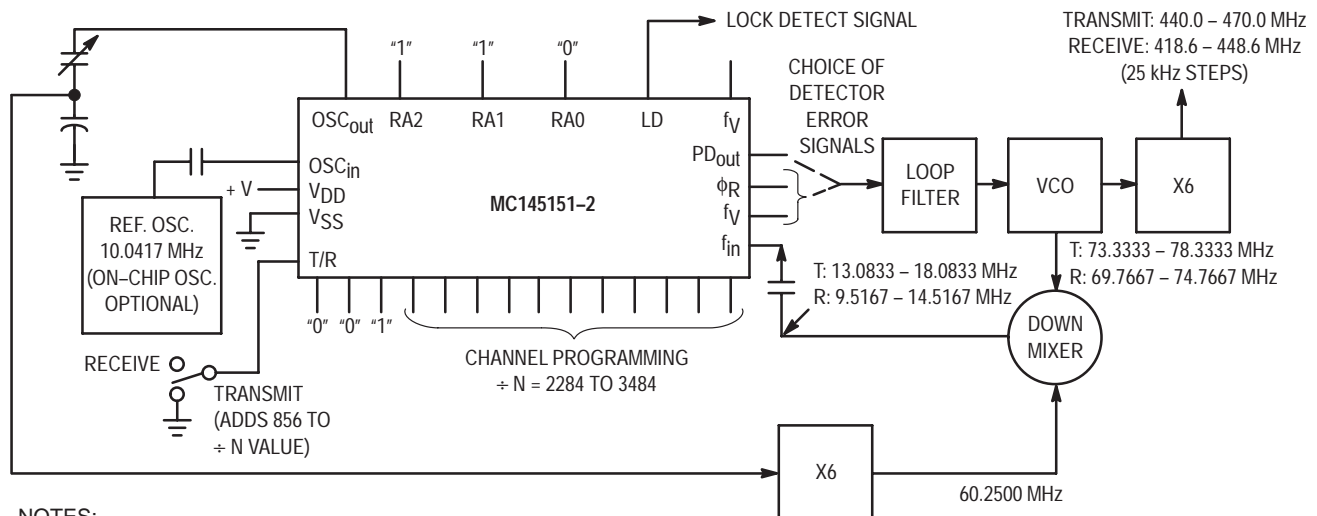 LOCK DETECT SIGNAL
TRANSMIT: 440.0 – 470.0 MHz
RECEIVE: 418.6 – 448.6 MHz
(25 kHz STEPS)
“1”
“1”
“0”
CHOICE OF
DETECTOR
ERROR
SIGNALS
OSCout
RA2
RA1
RA0
LD
fV
OSCin
+ V
VDD
VSS
T/R
MC145151–2
PDout
ϕR
fV
fin
LOOP
FILTER
VCO
X6
REF. OSC.
10.0417 MHz
(ON–CHIP OSC.
OPTIONAL)
T: 13.0833 – 18.0833 MHz
R: 9.5167 – 14.5167 MHz
T: 73.3333 – 78.3333 MHz
R: 69.7667 – 74.7667 MHz
“0” “0” “1”
CHANNEL PROGRAMMING
÷ N = 2284 TO 3484
DOWN
MIXER
RECEIVE
TRANSMIT
(ADDS 856 TO
÷ N VALUE)
X6
60.2500 MHz
NOTES: